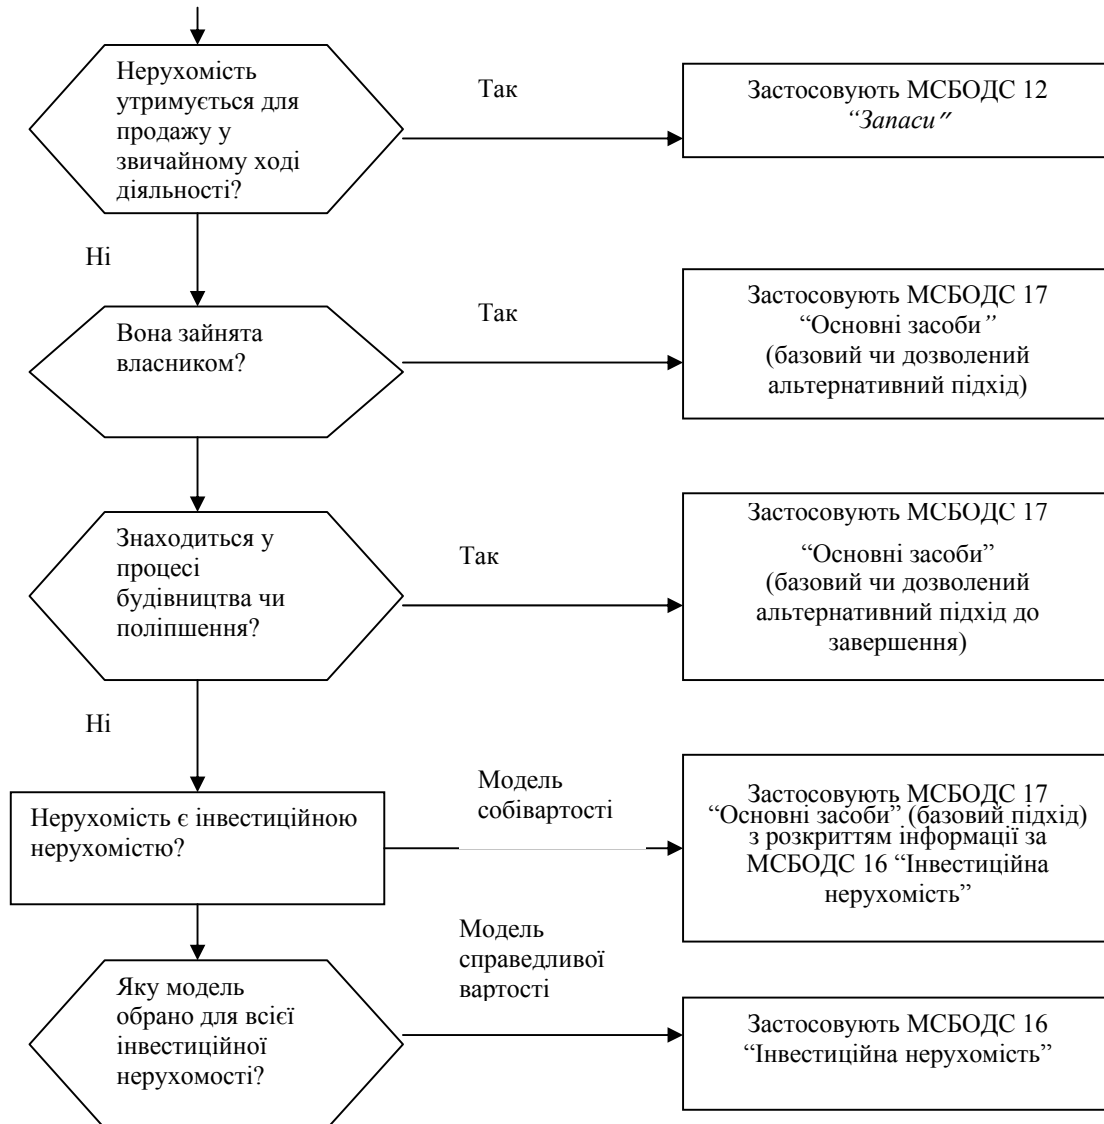 Нерухомість
утримується для
продажу у
звичайному ході
діяльності?
Так
Застосовують МСБОДС 12
“Запаси”
Ні
Вона зайнята
власником?
Так
Застосовують МСБОДС 17
“Основні засоби”
(базовий чи дозволений
альтернативний підхід)
Знаходиться у
процесі
будівництва чи
поліпшення?
Так
Застосовують МСБОДС 17
“Основні засоби”
(базовий чи дозволений
альтернативний підхід до
завершення)
Ні
Нерухомість є інвестиційною
нерухомістю?
Модель
собівартості
Застосовують МСБОДС 17
“Основні засоби” (базовий підхід)
з розкриттям інформації за
МСБОДС 16 “Інвестиційна
нерухомість”
Яку модель
обрано для всієї
інвестиційної
нерухомості?
Модель
справедливої
вартості
Застосовують МСБОДС 16
“Інвестиційна нерухомість”